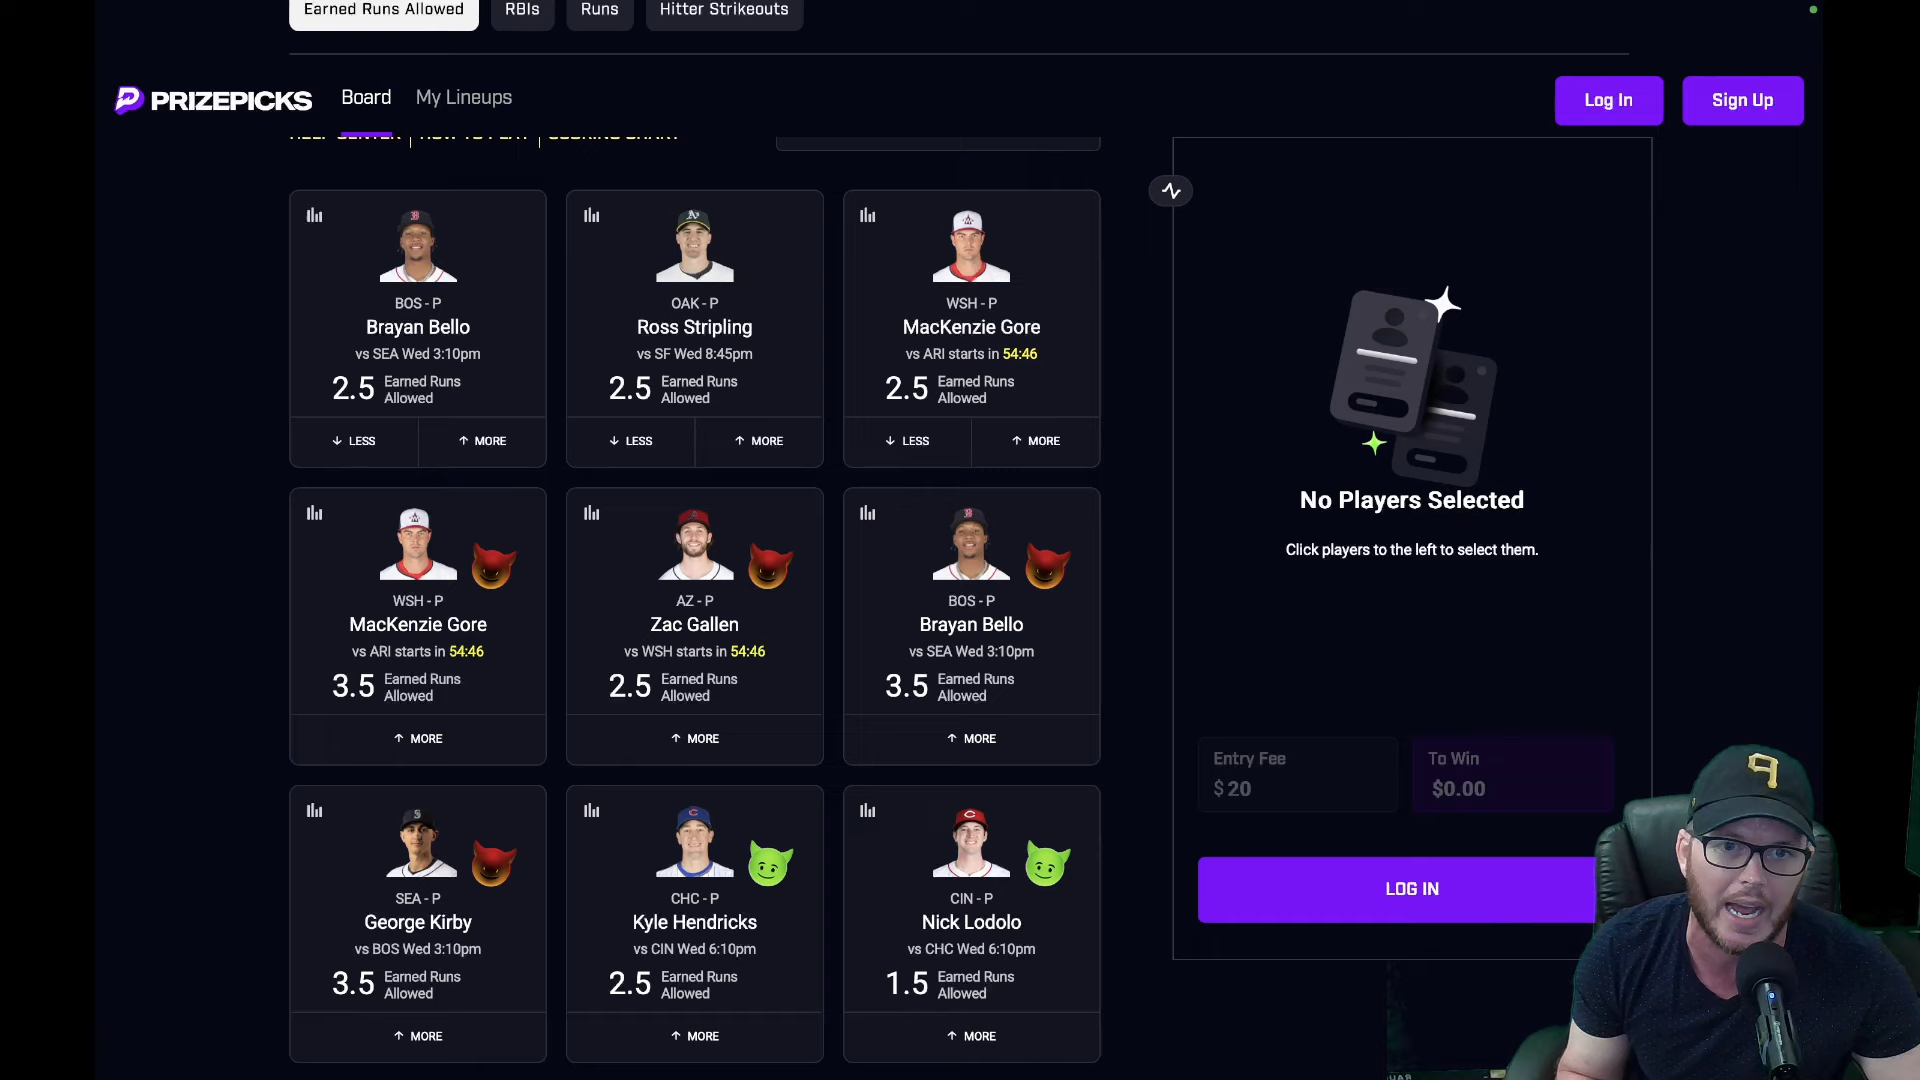 Earned Runs Allowed RBIs Runs Hitter Strikeouts
PRIZEPICKS Board My Lineups Log In Sign Up
HELP CENTER | HOW TO PLAY | SCORING CHART
BOS - P
Brayan Bello
vs SEA Wed 3:10pm
2.5 Earned Runs
Allowed
LESS MORE
OAK - P
Ross Stripling
vs SF Wed 8:45pm
2.5 Earned Runs
Allowed
LESS MORE
WSH - P
MacKenzie Gore
vs ARI starts in 54:46
2.5 Earned Runs
Allowed
LESS MORE
WSH - P
MacKenzie Gore
vs ARI starts in 54:46
3.5 Earned Runs
Allowed
MORE
AZ - P
Zac Gallen
vs WSH starts in 54:46
2.5 Earned Runs
Allowed
MORE
BOS - P
Brayan Bello
vs SEA Wed 3:10pm
3.5 Earned Runs
Allowed
MORE
SEA - P
George Kirby
vs BOS Wed 3:10pm
3.5 Earned Runs
Allowed
MORE
CHC - P
Kyle Hendricks
vs CIN Wed 6:10pm
2.5 Earned Runs
Allowed
MORE
CIN - P
Nick Lodolo
vs CHC Wed 6:10pm
1.5 Earned Runs
Allowed
MORE
No Players Selected
Click players to the left to select them.
Entry Fee
$ 20
To Win
$0.00
LOG IN
P